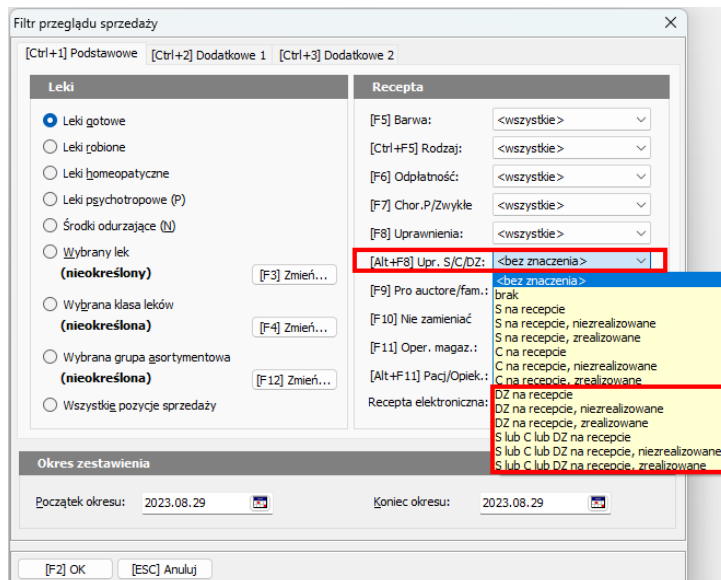 Filtr przeglądu sprzedaży
[Ctrl+1] Podstawowe [Ctrl+2] Dodatkowe 1 [Ctrl+3] Dodatkowe 2
Leki
Leki gotowe
Leki robione
Leki homeopatyczne
Leki psychotropowe (P)
Środki odurzające (N)
Wybrany lek
(nieokreślony) [F3] Zmień...
Wybrana klasa leków
(nieokreślona) [F4] Zmień...
Wybrana grupa asortymentowa
(nieokreślona) [F12] Zmień...
Wszystkie pozycje sprzedaży
Recepta
[F5] Barwa: <wszystkie>
[Ctrl+F5] Rodzaj: <wszystkie>
[F6] Odpłatność: <wszystkie>
[F7] Chor.P/Zwykłe <wszystkie>
[F8] Uprawnienia: <wszystkie>
[Alt+F8] Upr. S/C/DZ: <bez znaczenia>
[F9] Pro auctore/fam.:
[F10] Nie zamieniać
[F11] Oper. magaz.:
[Alt+F11] Pacj/Opiek.:
Recepta elektroniczna:
<bez znaczenia>
brak
S na recepcie
S na recepcie, niezrealizowane
S na recepcie, zrealizowane
C na recepcie
C na recepcie, niezrealizowane
C na recepcie, zrealizowane
DZ na recepcie
DZ na recepcie, niezrealizowane
DZ na recepcie, zrealizowane
S lub C lub DZ na recepcie
S lub C lub DZ na recepcie, niezrealizowane
S lub C lub DZ na recepcie, zrealizowane
Okres zestawienia
Początek okresu: 2023.08.29 Koniec okresu: 2023.08.29
[F2] OK [ESC] Anuluj